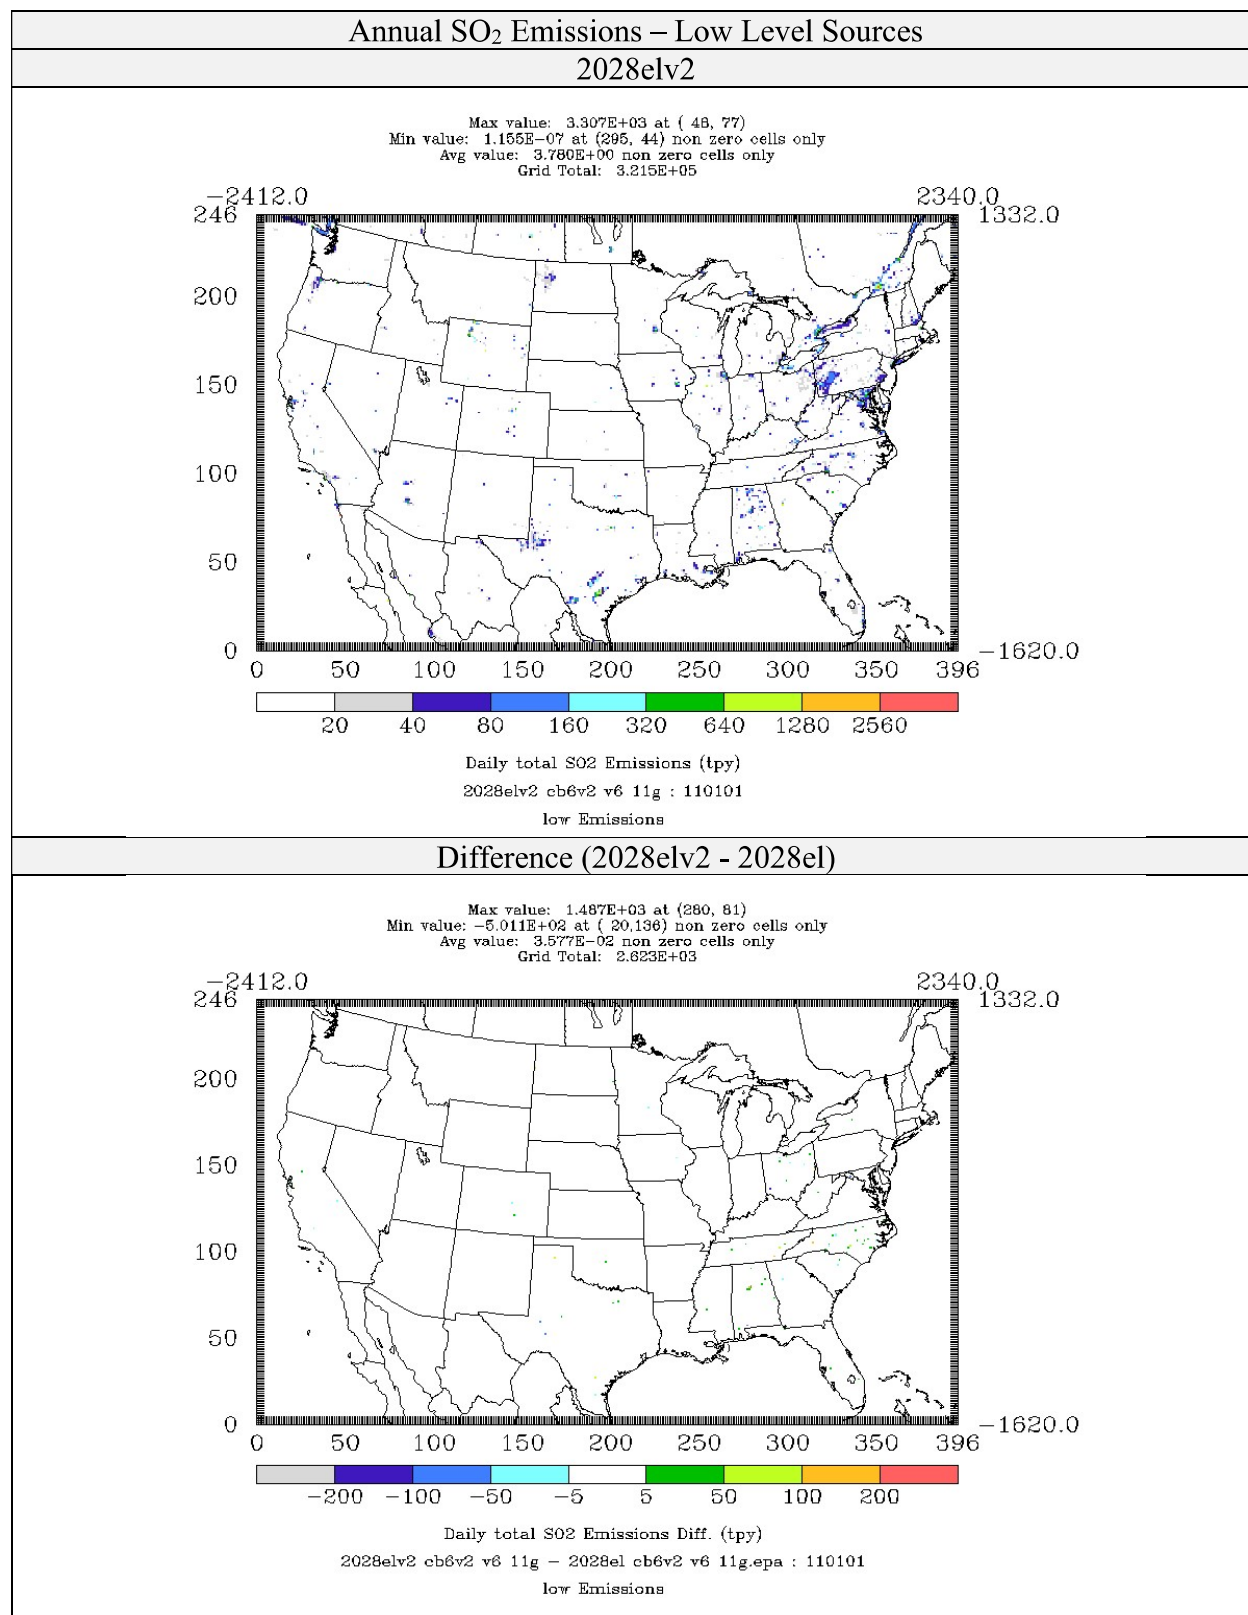 Annual SO₂ Emissions – Low Level Sources
2028elv2
Max value: 3.307E+03 at ( 48, 77)
Min value: 1.155E-07 at (295, 44) non zero cells only
Avg value: 3.780E+00 non zero cells only
Grid Total: 3.215E+05
-2412.0 2340.0
246 1332.0
200
150
100
50
0 -1620.0
0 50 100 150 200 250 300 350 396
20 40 80 160 320 640 1280 2560
Daily total SO2 Emissions (tpy)
2028elv2 cb6v2 v6 11g : 110101
low Emissions
Difference (2028elv2 - 2028el)
Max value: 1.487E+03 at (280, 81)
Min value: -5.011E+02 at ( 20,136) non zero cells only
Avg value: 3.577E-02 non zero cells only
Grid Total: 2.623E+03
-2412.0 2340.0
246 1332.0
200
150
100
50
0 -1620.0
0 50 100 150 200 250 300 350 396
-200 -100 -50 -5 5 50 100 200
Daily total SO2 Emissions Diff. (tpy)
2028elv2 cb6v2 v6 11g - 2028el cb6v2 v6 11g.epa : 110101
low Emissions